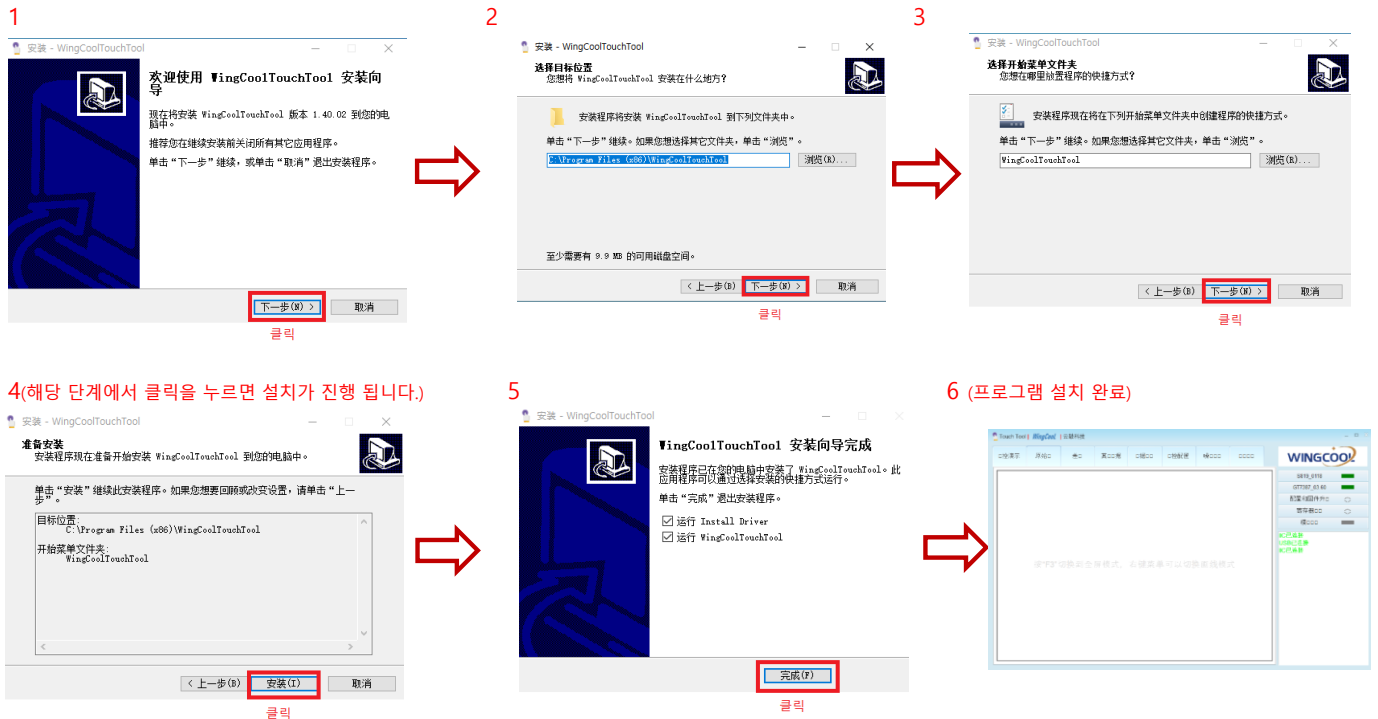 1
安装 - WingCoolTouchTool
欢迎使用 WingCoolTouchTool 安装向
导
现在将安装 WingCoolTouchTool 版本 1.40.02 到您的电
脑中。
推荐您在继续安装前关闭所有其它应用程序。
单击“下一步”继续，或单击“取消”退出安装程序。
下一步(N) >
取消
클릭
2
安装 - WingCoolTouchTool
选择目标位置
您想将 WingCoolTouchTool 安装在什么地方?
安装程序将安装 WingCoolTouchTool 到下列文件夹中。
单击“下一步”继续。如果您想选择其它文件夹，单击“浏览”。
C:\Program Files (x86)\WingCoolTouchTool
浏览(R)...
至少需要有 9.9 MB 的可用磁盘空间。
< 上一步(B)
下一步(N) >
取消
클릭
3
安装 - WingCoolTouchTool
选择开始菜单文件夹
您想在哪里放置程序的快捷方式?
安装程序现在将在下列开始菜单文件夹中创建程序的快捷方式。
单击“下一步”继续。如果您想选择其它文件夹，单击“浏览”。
WingCoolTouchTool
浏览(R)...
< 上一步(B)
下一步(N) >
取消
클릭
4(해당 단계에서 클릭을 누르면 설치가 진행 됩니다.)
安装 - WingCoolTouchTool
准备安装
安装程序现在准备开始安装 WingCoolTouchTool 到您的电脑中。
单击“安装”继续此安装程序。如果您想要回顾或改变设置，请单击“上一
步”。
目标位置:
C:\Program Files (x86)\WingCoolTouchTool
开始菜单文件夹:
WingCoolTouchTool
< 上一步(B)
安装(I)
取消
클릭
5
安装 - WingCoolTouchTool
WingCoolTouchTool 安装向导完成
安装程序已在您的电脑中安装了 WingCoolTouchTool。此
应用程序可以通过选择安装的快捷方式运行。
单击“完成”退出安装程序。
运行 Install Driver
运行 WingCoolTouchTool
完成(F)
클릭
6 (프로그램 설치 완료)
Touch Tool | WingCool |
WINGCOOL